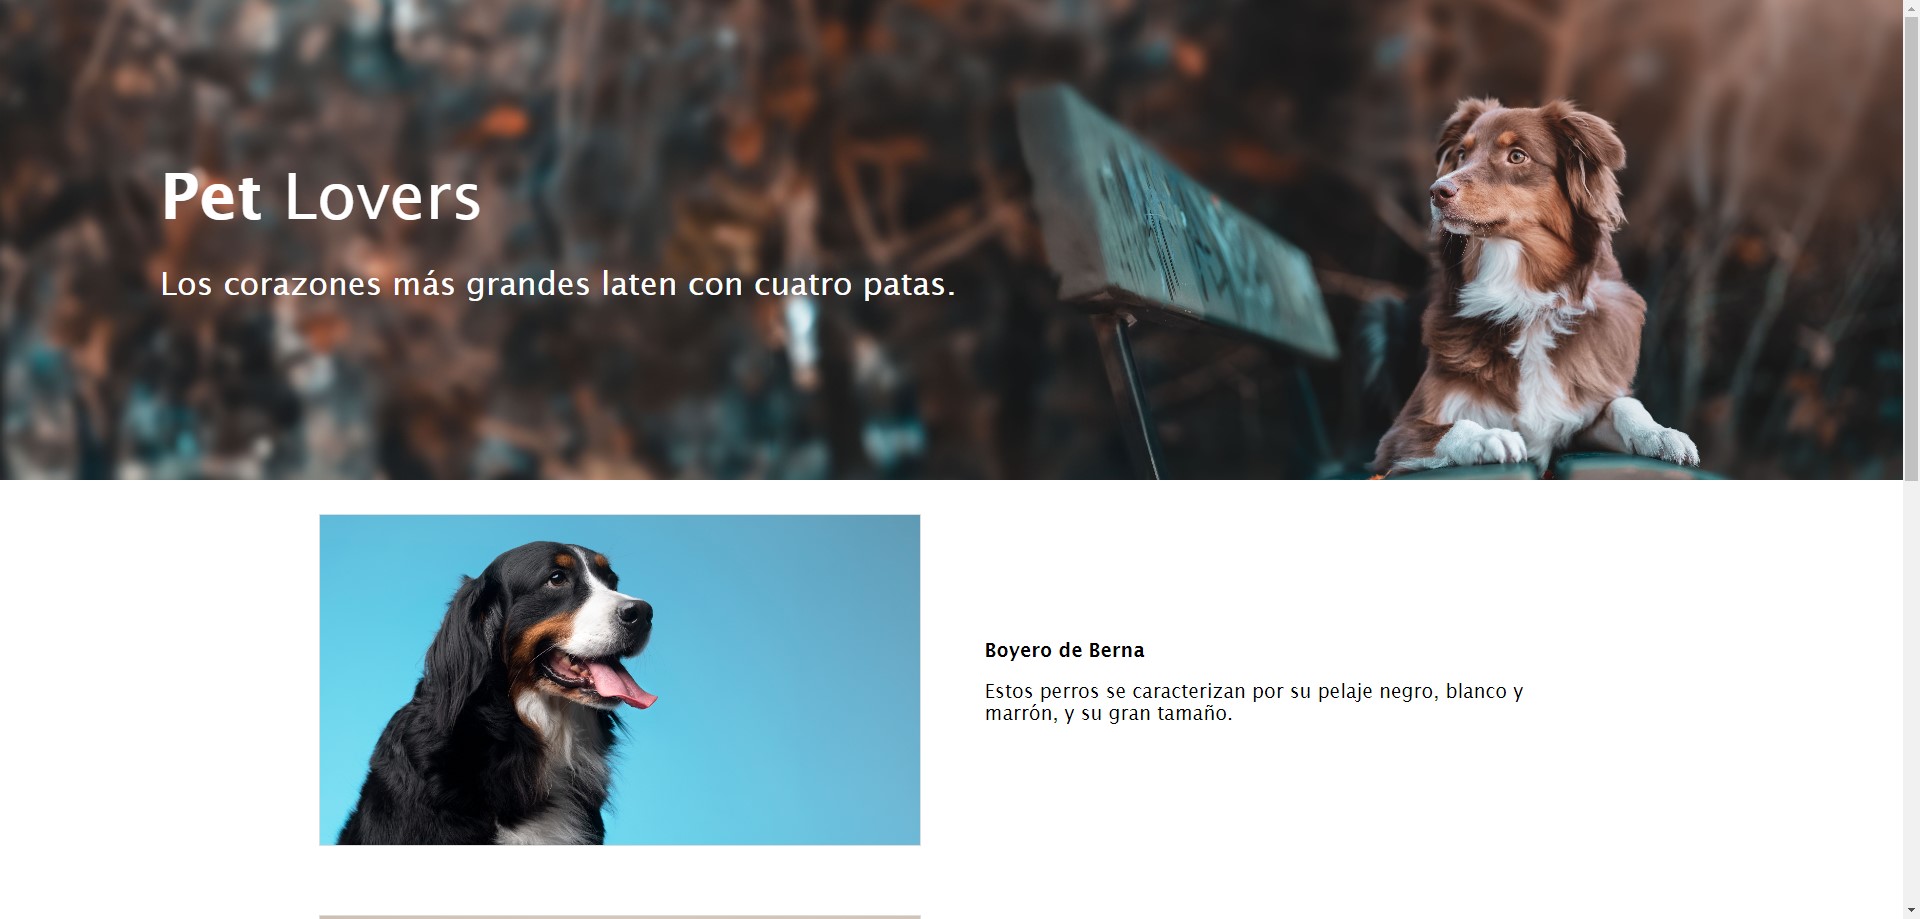 Pet Lovers
Los corazones más grandes laten con cuatro patas.
Boyero de Berna
Estos perros se caracterizan por su pelaje negro, blanco y
marrón, y su gran tamaño.